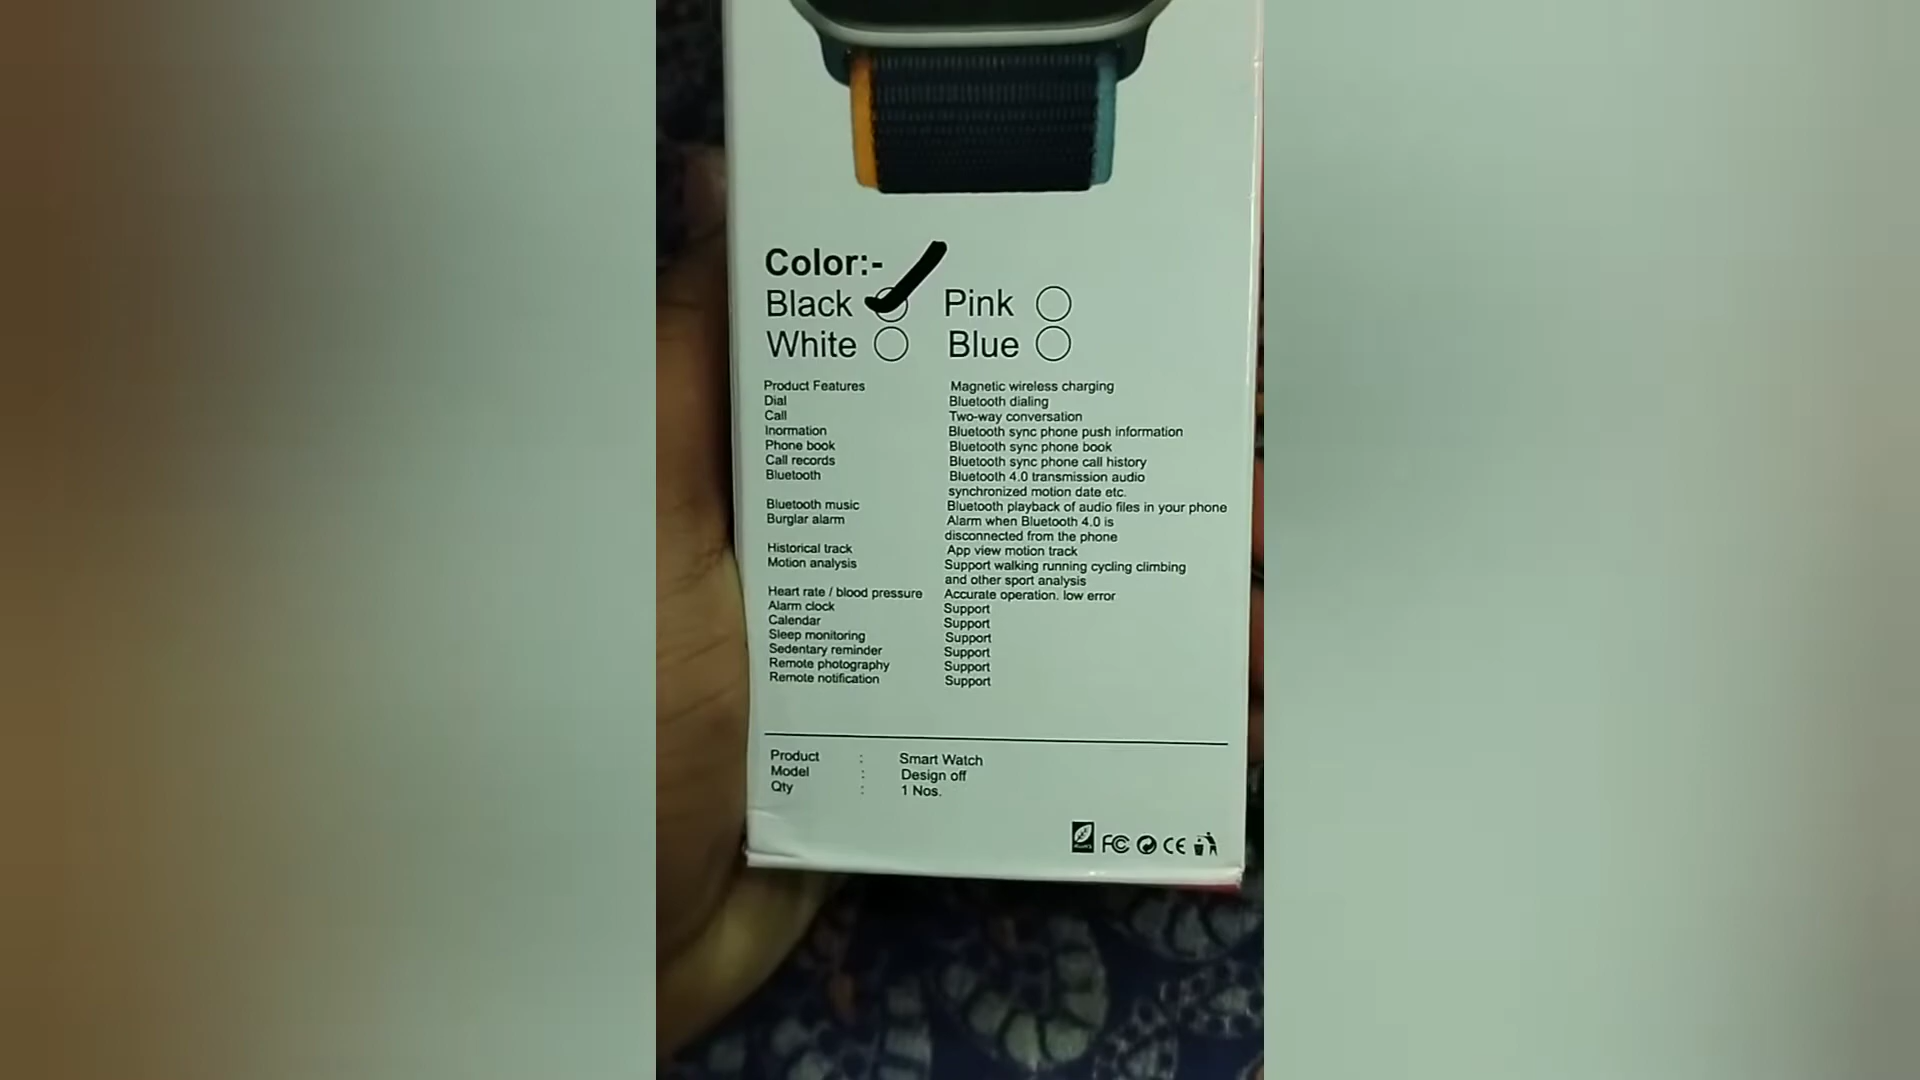 Color:-
Black Pink
White Blue
Product Features Magnetic wireless charging
Dial Bluetooth dialing
Call Two-way conversation
Inormation Bluetooth sync phone push information
Phone book Bluetooth sync phone book
Call records Bluetooth sync phone call history
Bluetooth Bluetooth 4.0 transmission audio
synchronized motion date etc.
Bluetooth music Bluetooth playback of audio files in your phone
Burglar alarm Alarm when Bluetooth 4.0 is
disconnected from the phone
Historical track App view motion track
Motion analysis Support walking running cycling climbing
and other sport analysis
Heart rate / blood pressure Accurate operation. low error
Alarm clock Support
Calendar Support
Sleep monitoring Support
Sedentary reminder Support
Remote photography Support
Remote notification Support
Product : Smart Watch
Model : Design off
Qty : 1 Nos.
FC CE